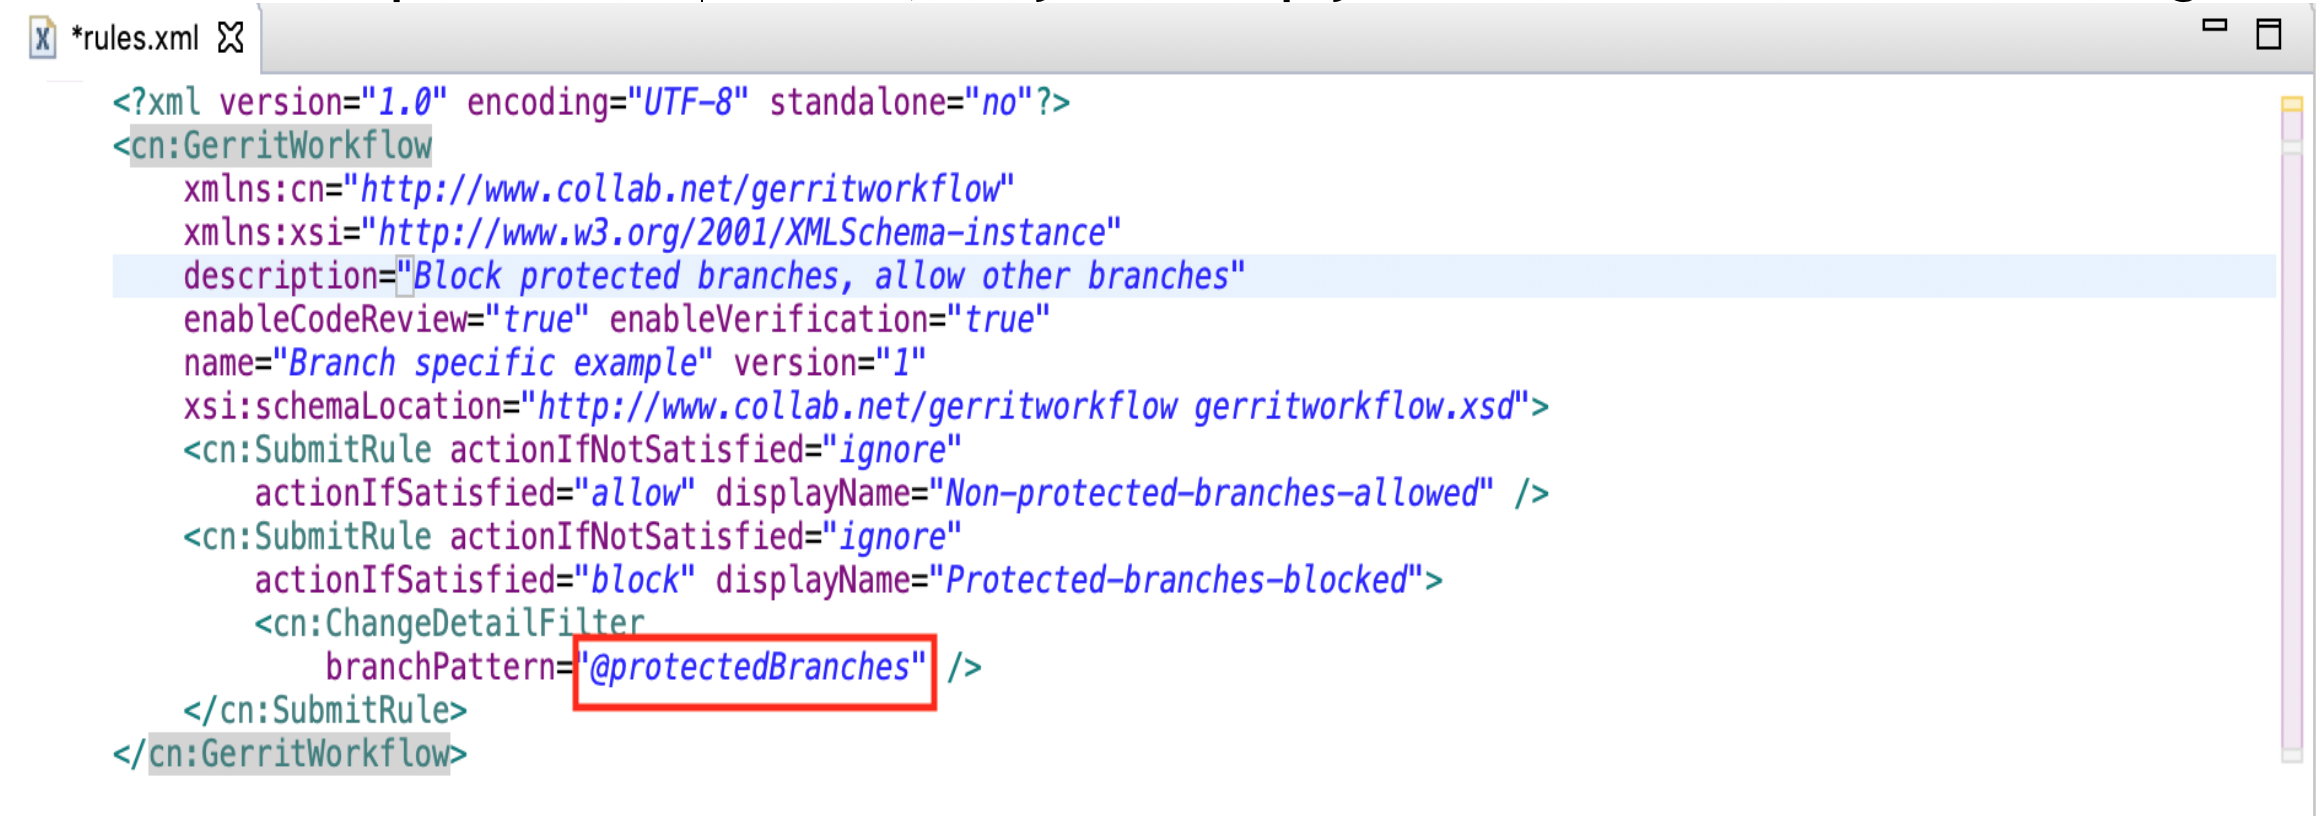 *rules.xml
<?xml version="1.0" encoding="UTF-8" standalone="no"?>
<cn:GerritWorkflow
xmlns:cn="http://www.collab.net/gerritworkflow"
xmlns:xsi="http://www.w3.org/2001/XMLSchema-instance"
description="Block protected branches, allow other branches"
enableCodeReview="true" enableVerification="true"
name="Branch specific example" version="1"
xsi:schemaLocation="http://www.collab.net/gerritworkflow gerritworkflow.xsd">
<cn:SubmitRule actionIfNotSatisfied="ignore"
actionIfSatisfied="allow" displayName="Non-protected-branches-allowed" />
<cn:SubmitRule actionIfNotSatisfied="ignore"
actionIfSatisfied="block" displayName="Protected-branches-blocked">
<cn:ChangeDetailFilter
branchPattern="@protectedBranches" />
</cn:SubmitRule>
</cn:GerritWorkflow>